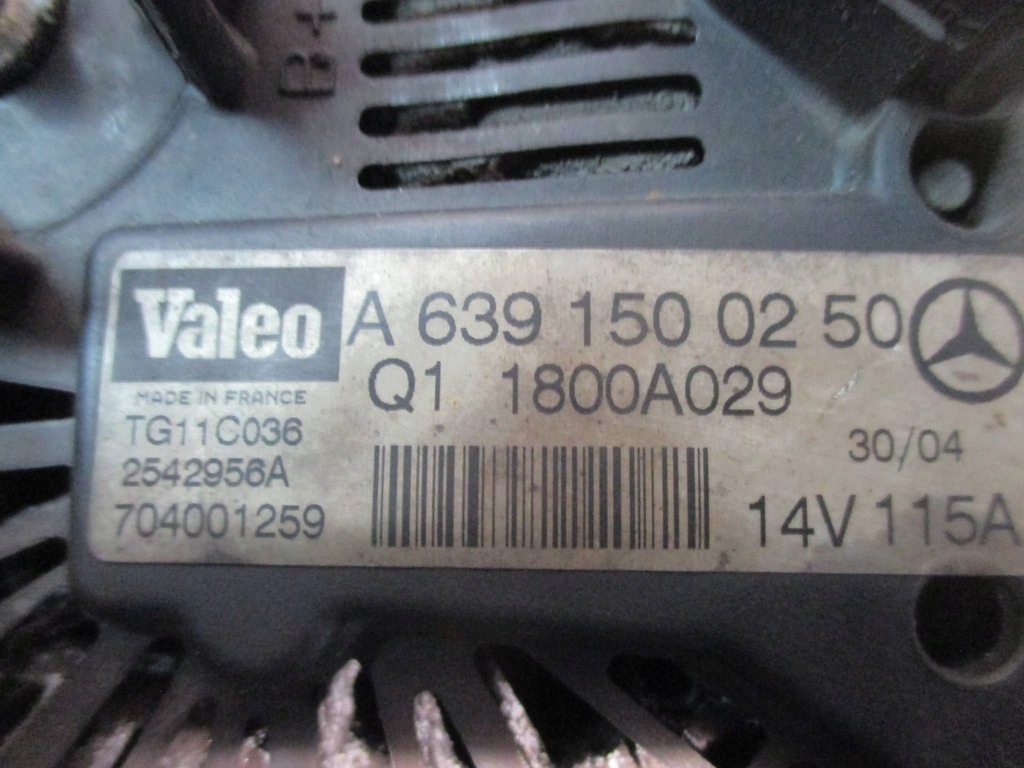 B+
Valeo
A 639 150 02 50
Q1 1800A029
MADE IN FRANCE
TG11C036
2542956A
704001259
30/04
14V 115A